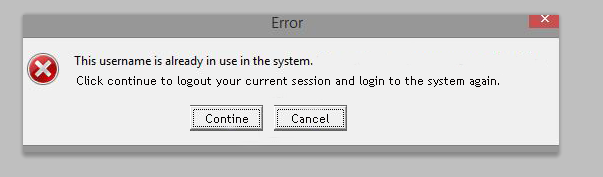 Error
This username is already in use in the system.
Click continue to logout your current session and login to the system again.
Contine
Cancel